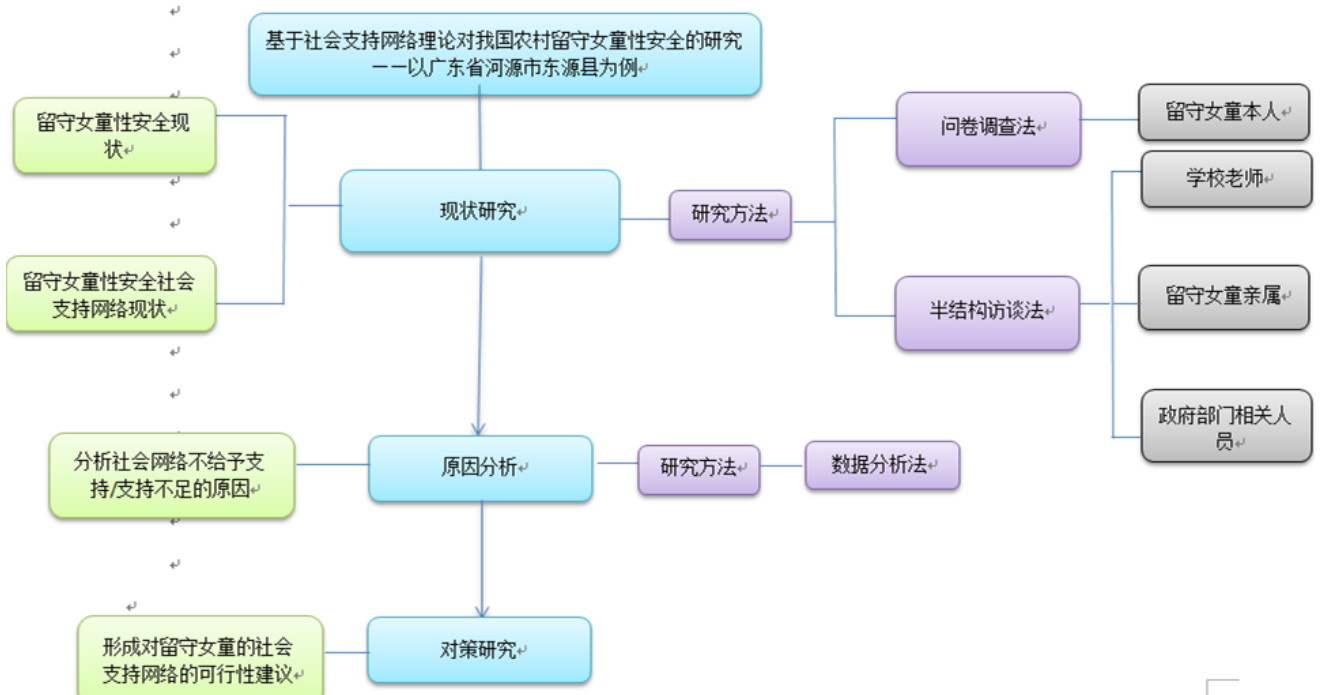 基于社会支持网络理论对我国农村留守女童性安全的研究
——以广东省河源市东源县为例
留守女童性安全现
状
问卷调查法
留守女童本人
学校老师
现状研究
研究方法
留守女童性安全社会
支持网络现状
半结构访谈法
留守女童亲属
政府部门相关人
员
分析社会网络不给予支
持/支持不足的原因
原因分析
研究方法
数据分析法
形成对留守女童的社会
支持网络的可行性建议
对策研究